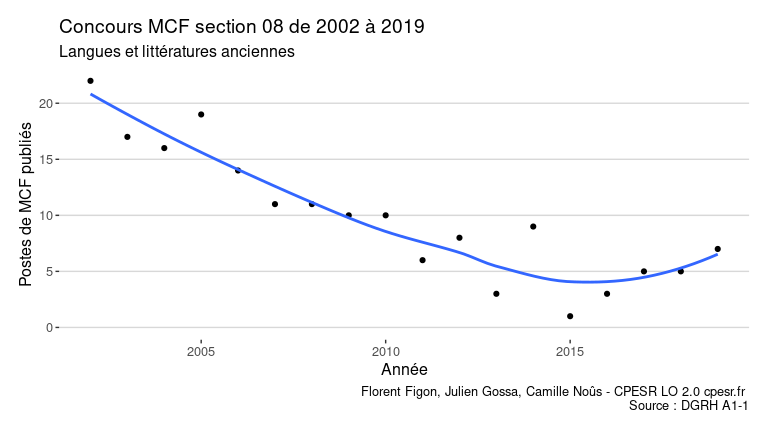 Concours MCF section 08 de 2002 à 2019
Langues et littératures anciennes
Postes de MCF publiés
20
15
10
5
0
2005
2010
2015
Année
Florent Figon, Julien Gossa, Camille Noûs - CPESR LO 2.0 cpesr.fr
Source : DGRH A1-1